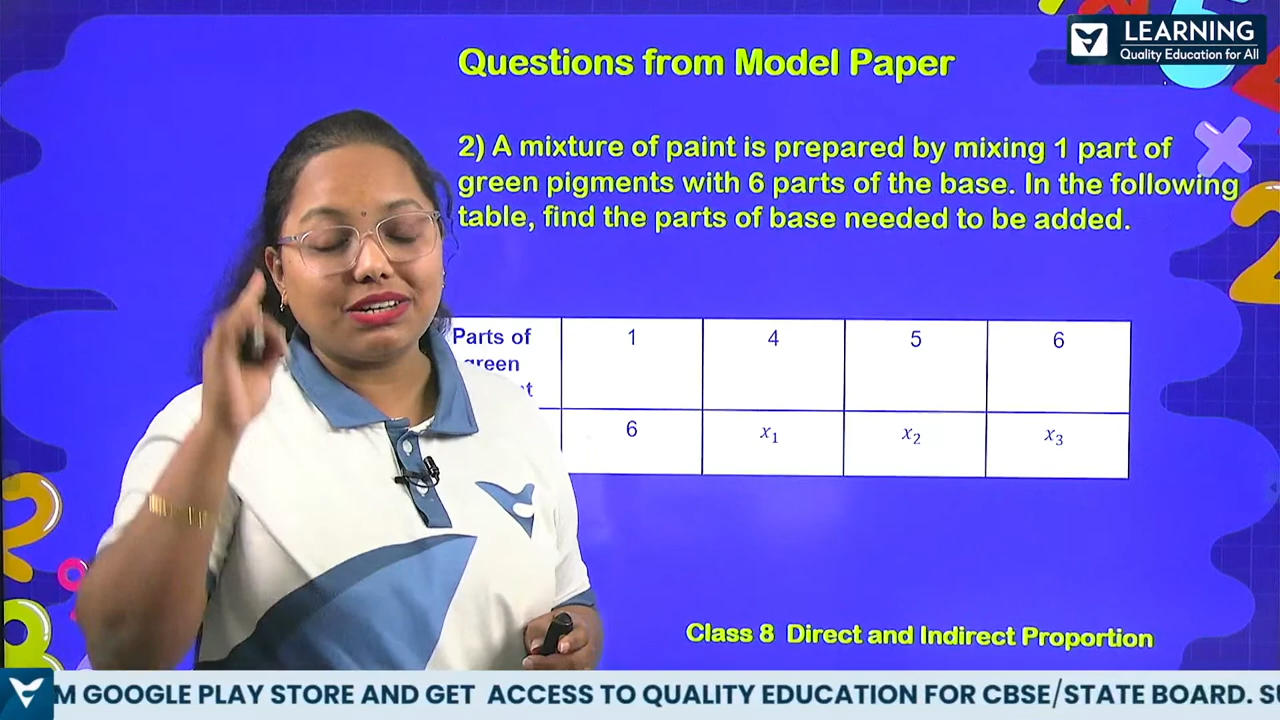 LEARNING
Quality Education for All
Questions from Model Paper
2) A mixture of paint is prepared by mixing 1 part of
green pigments with 6 parts of the base. In the following
table, find the parts of base needed to be added.
Parts of 1 4 5 6
green
6 x₁ x₂ x₃
Class 8 Direct and Indirect Proportion
M GOOGLE PLAY STORE AND GET ACCESS TO QUALITY EDUCATION FOR CBSE/STATE BOARD.